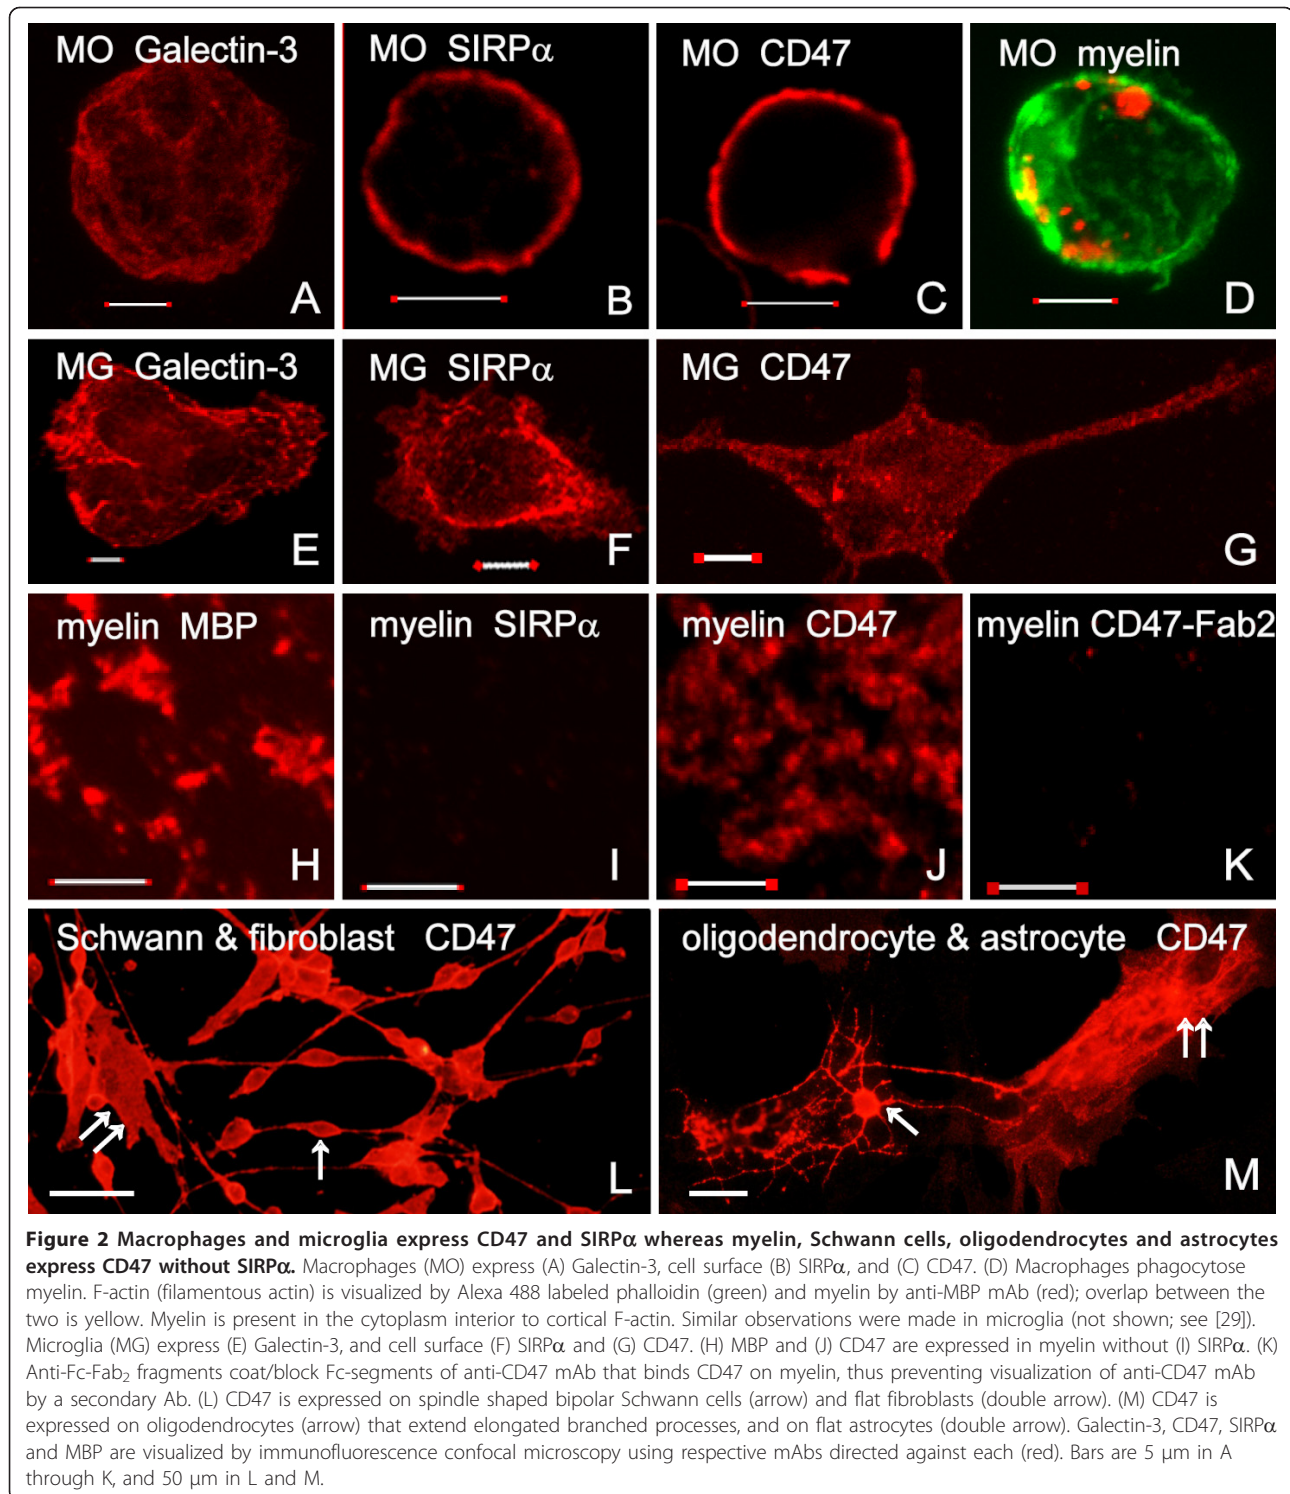 MO Galectin-3
A
MO SIRPα
B
MO CD47
C
MO myelin
D
MG Galectin-3
E
MG SIRPα
F
MG CD47
G
myelin MBP
H
myelin SIRPα
I
myelin CD47
J
myelin CD47-Fab2
K
Schwann & fibroblast CD47
L
oligodendrocyte & astrocyte CD47
M
Figure 2 Macrophages and microglia express CD47 and SIRPα whereas myelin, Schwann cells, oligodendrocytes and astrocytes
express CD47 without SIRPα. Macrophages (MO) express (A) Galectin-3, cell surface (B) SIRPα, and (C) CD47. (D) Macrophages phagocytose
myelin. F-actin (filamentous actin) is visualized by Alexa 488 labeled phalloidin (green) and myelin by anti-MBP mAb (red); overlap between the
two is yellow. Myelin is present in the cytoplasm interior to cortical F-actin. Similar observations were made in microglia (not shown; see [29]).
Microglia (MG) express (E) Galectin-3, and cell surface (F) SIRPα and (G) CD47. (H) MBP and (J) CD47 are expressed in myelin without (I) SIRPα. (K)
Anti-Fc-Fab₂ fragments coat/block Fc-segments of anti-CD47 mAb that binds CD47 on myelin, thus preventing visualization of anti-CD47 mAb
by a secondary Ab. (L) CD47 is expressed on spindle shaped bipolar Schwann cells (arrow) and flat fibroblasts (double arrow). (M) CD47 is
expressed on oligodendrocytes (arrow) that extend elongated branched processes, and on flat astrocytes (double arrow). Galectin-3, CD47, SIRPα
and MBP are visualized by immunofluorescence confocal microscopy using respective mAbs directed against each (red). Bars are 5 μm in A
through K, and 50 μm in L and M.